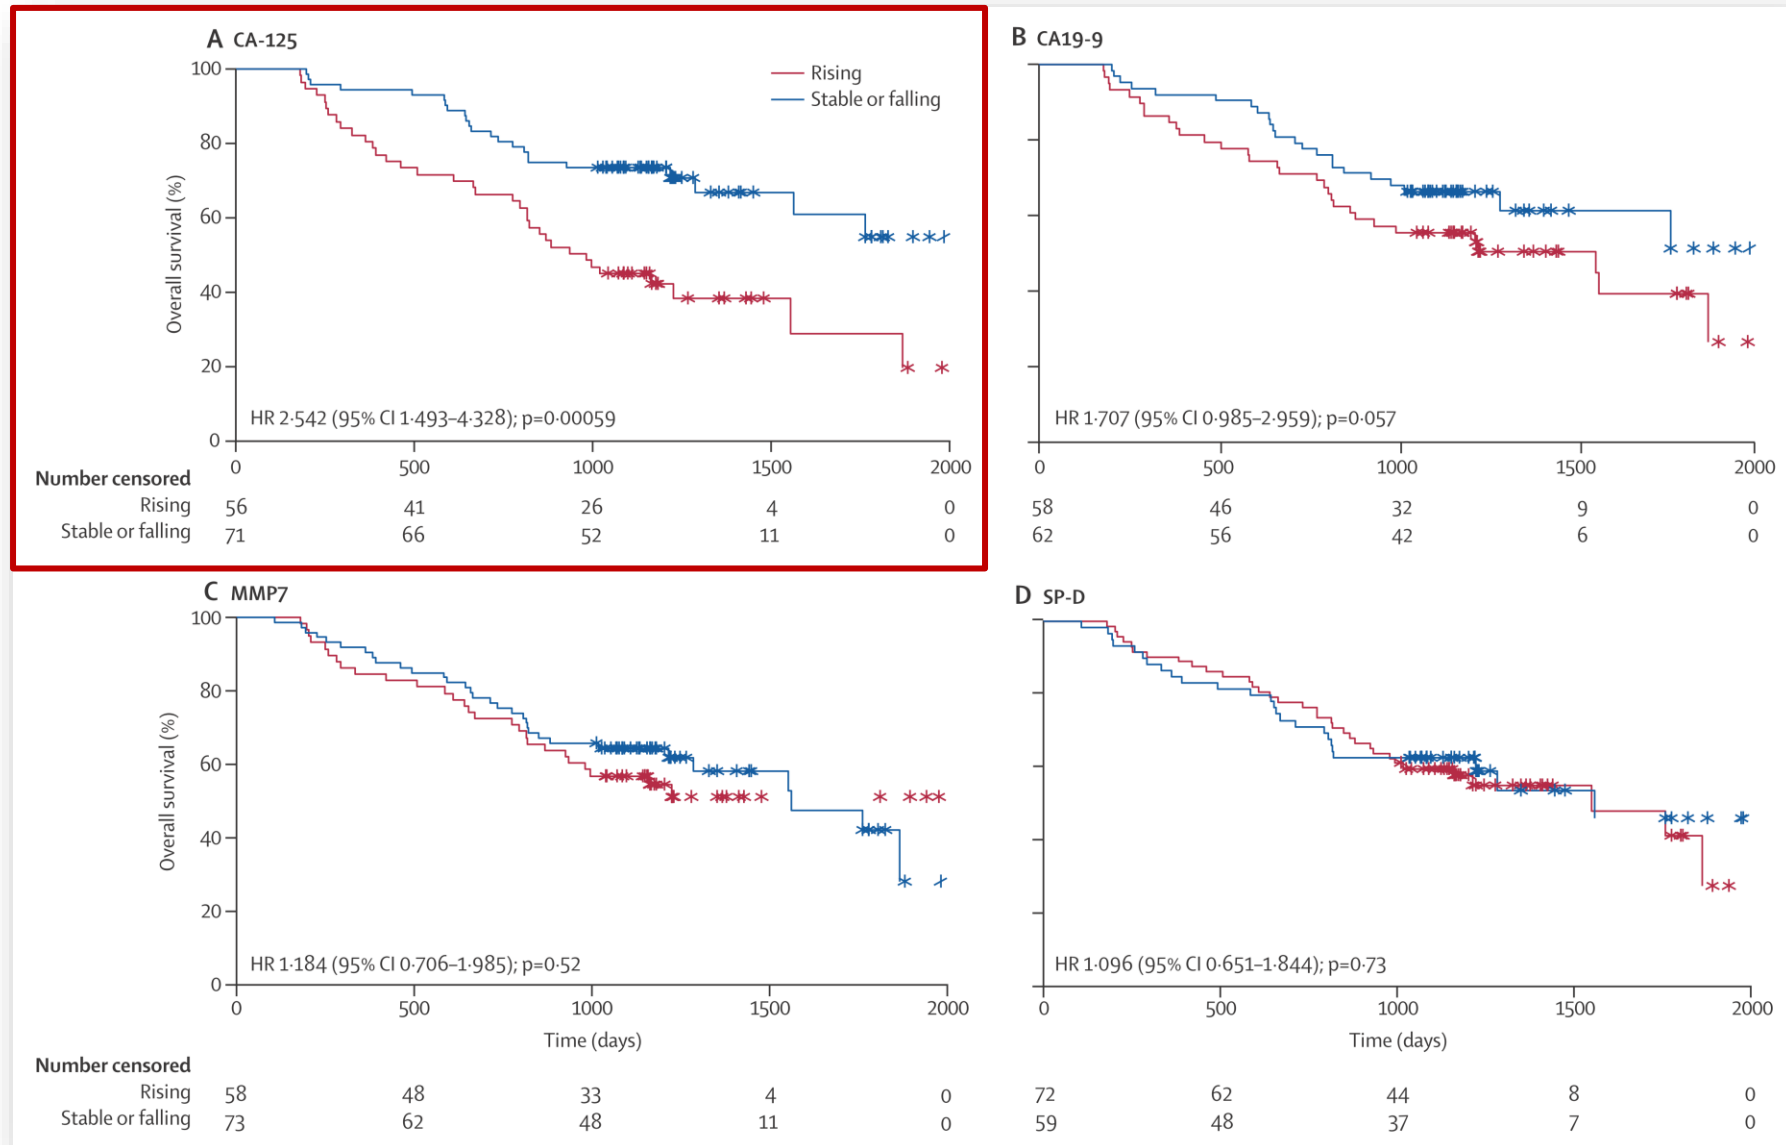 A CA-125
Rising
Stable or falling
100
80
60
40
20
0
Overall survival (%)
HR 2·542 (95% CI 1·493–4·328); p=0·00059
0 500 1000 1500 2000
Number censored
Rising 56 41 26 4 0
Stable or falling 71 66 52 11 0
B CA19-9
HR 1·707 (95% CI 0·985–2·959); p=0·057
0 500 1000 1500 2000
58 46 32 9 0
62 56 42 6 0
C MMP7
100
80
60
40
20
0
Overall survival (%)
HR 1·184 (95% CI 0·706–1·985); p=0·52
0 500 1000 1500 2000
Time (days)
Number censored
Rising 58 48 33 4 0
Stable or falling 73 62 48 11 0
D SP-D
HR 1·096 (95% CI 0·651–1·844); p=0·73
0 500 1000 1500 2000
Time (days)
72 62 44 8 0
59 48 37 7 0